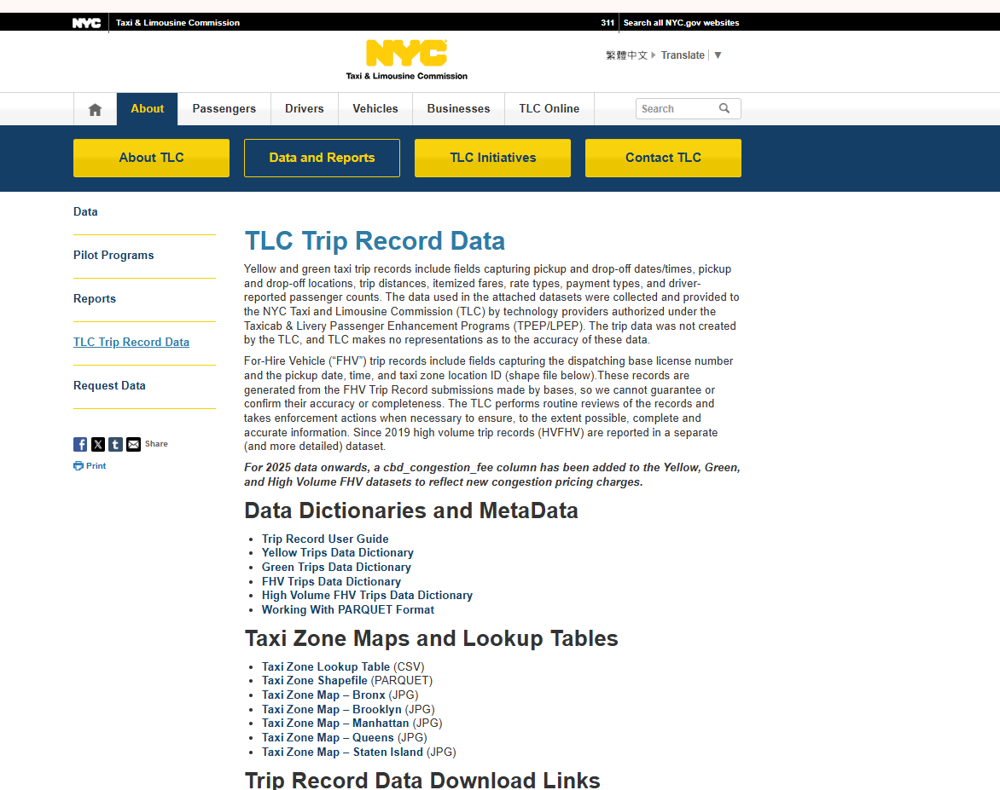 NYC Taxi & Limousine Commission 311 Search all NYC.gov websites
NYC
Taxi & Limousine Commission
繁體中文 Translate ▼
About Passengers Drivers Vehicles Businesses TLC Online Search
About TLC Data and Reports TLC Initiatives Contact TLC
Data
Pilot Programs
Reports
TLC Trip Record Data
Request Data
Share
Print
TLC Trip Record Data
Yellow and green taxi trip records include fields capturing pickup and drop-off dates/times, pickup
and drop-off locations, trip distances, itemized fares, rate types, payment types, and driver-
reported passenger counts. The data used in the attached datasets were collected and provided to
the NYC Taxi and Limousine Commission (TLC) by technology providers authorized under the
Taxicab & Livery Passenger Enhancement Programs (TPEP/LPEP). The trip data was not created
by the TLC, and TLC makes no representations as to the accuracy of these data.
For-Hire Vehicle (“FHV”) trip records include fields capturing the dispatching base license number
and the pickup date, time, and taxi zone location ID (shape file below).These records are
generated from the FHV Trip Record submissions made by bases, so we cannot guarantee or
confirm their accuracy or completeness. The TLC performs routine reviews of the records and
takes enforcement actions when necessary to ensure, to the extent possible, complete and
accurate information. Since 2019 high volume trip records (HVFHV) are reported in a separate
(and more detailed) dataset.
For 2025 data onwards, a cbd_congestion_fee column has been added to the Yellow, Green,
and High Volume FHV datasets to reflect new congestion pricing charges.
Data Dictionaries and MetaData
• Trip Record User Guide
• Yellow Trips Data Dictionary
• Green Trips Data Dictionary
• FHV Trips Data Dictionary
• High Volume FHV Trips Data Dictionary
• Working With PARQUET Format
Taxi Zone Maps and Lookup Tables
• Taxi Zone Lookup Table (CSV)
• Taxi Zone Shapefile (PARQUET)
• Taxi Zone Map – Bronx (JPG)
• Taxi Zone Map – Brooklyn (JPG)
• Taxi Zone Map – Manhattan (JPG)
• Taxi Zone Map – Queens (JPG)
• Taxi Zone Map – Staten Island (JPG)
Trip Record Data Download Links